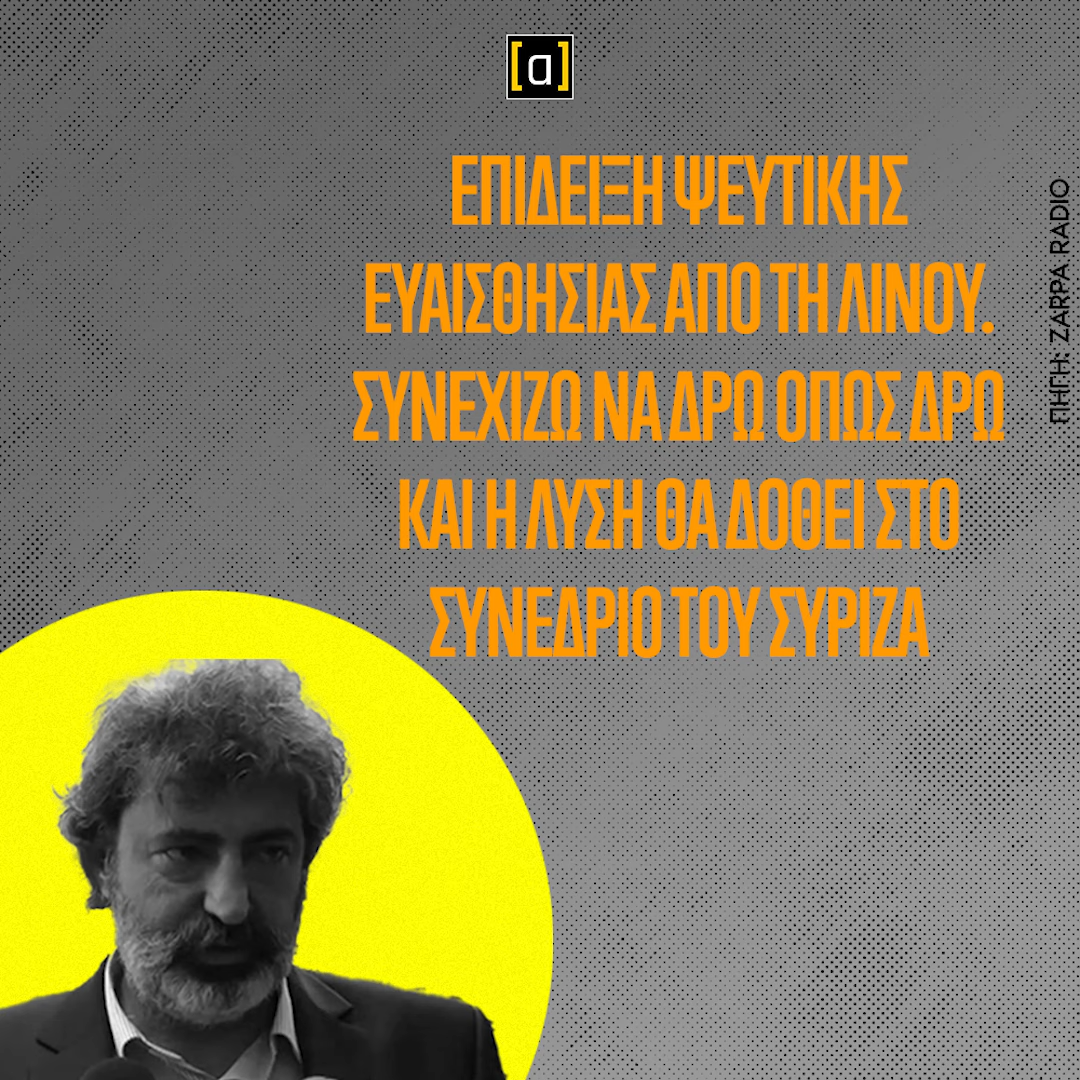 [α]
ΕΠΙΔΕΙΞΗ ΨΕΥΤΙΚΗΣ
ΕΥΑΙΣΘΗΣΙΑΣ ΑΠΟ ΤΗ ΛΙΝΟΥ.
ΣΥΝΕΧΙΖΩ ΝΑ ΔΡΩ ΟΠΩΣ ΔΡΩ
ΚΑΙ Η ΛΥΣΗ ΘΑ ΔΟΘΕΙ ΣΤΟ
ΣΥΝΕΔΡΙΟ ΤΟΥ ΣΥΡΙΖΑ
ΠΗΓΗ: ZARPA RADIO